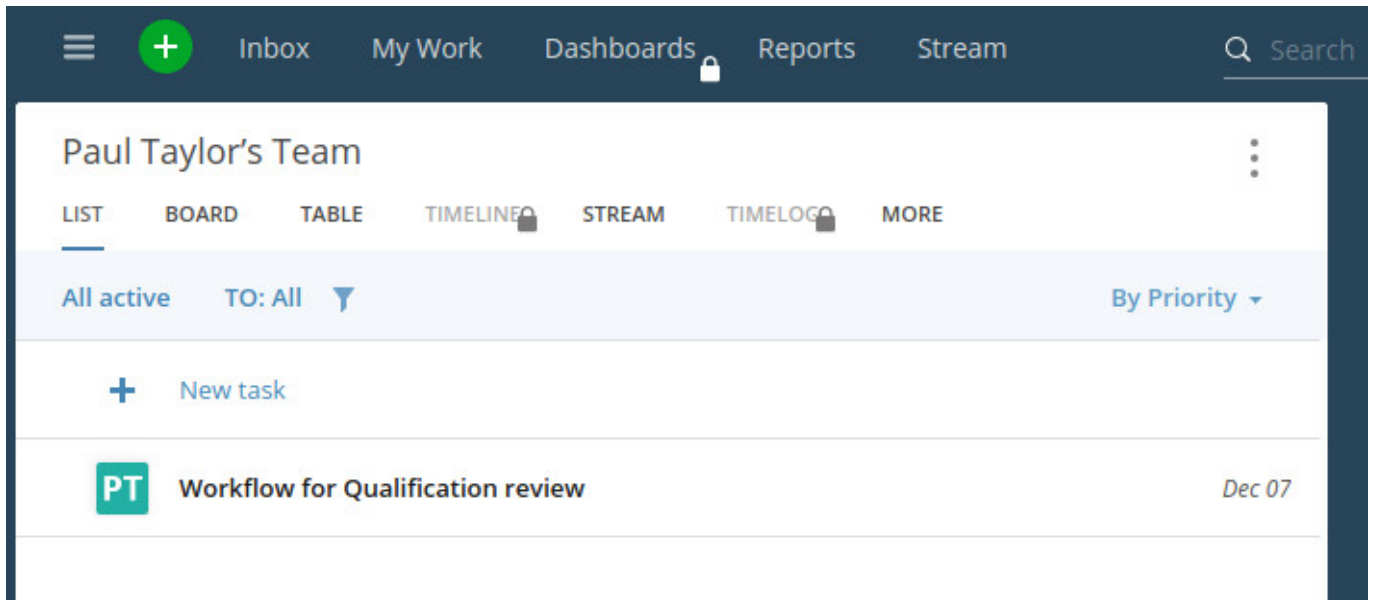 Inbox My Work Dashboards Reports Stream Search
Paul Taylor's Team
LIST BOARD TABLE TIMELINE STREAM TIMELOG MORE
All active TO: All By Priority
+ New task
PT Workflow for Qualification review Dec 07